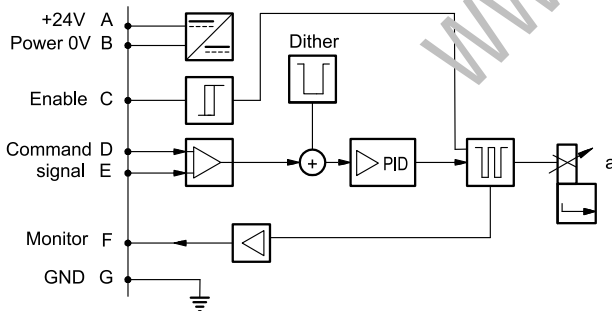 +24V A
Power 0V B
Dither
Enable C
Command D
signal E
+
PID
a
Monitor F
GND G